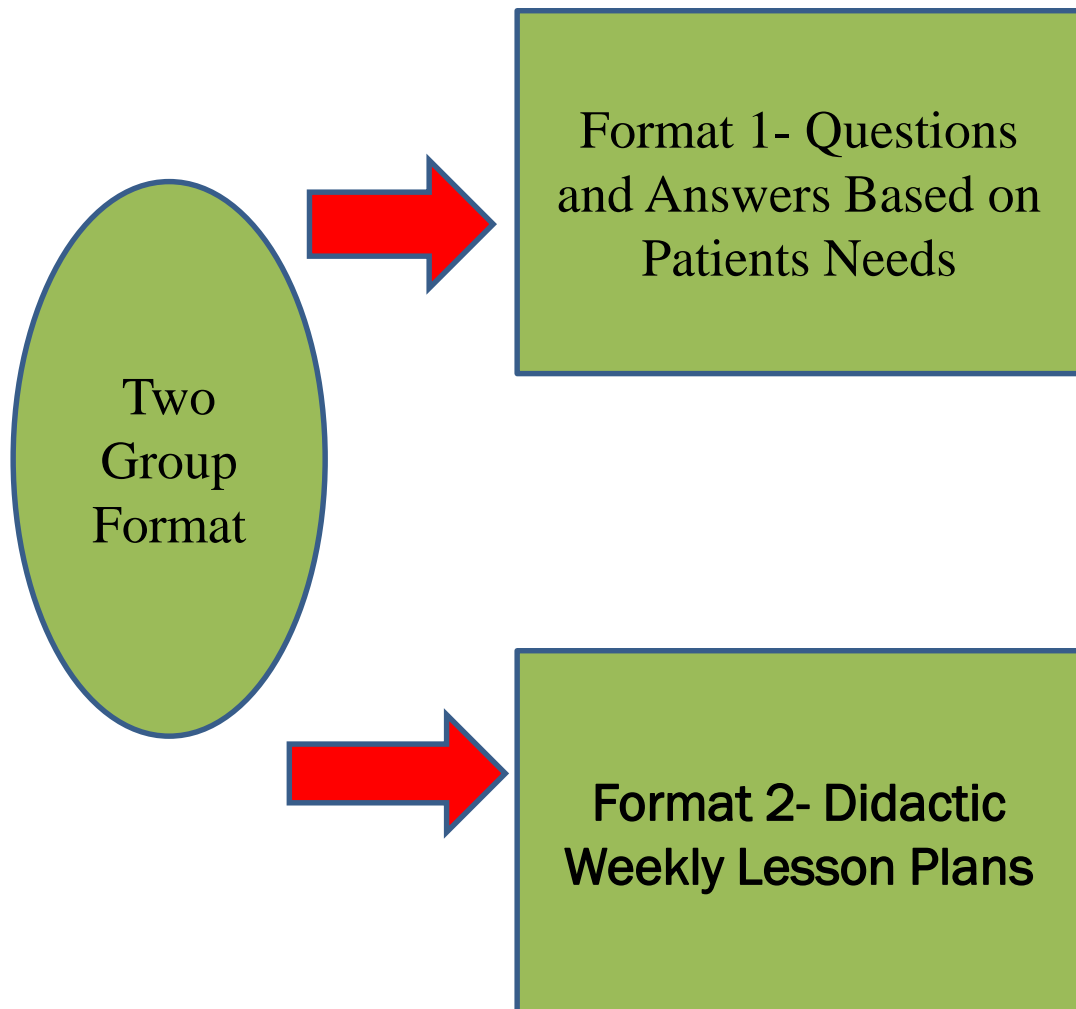 Two
Group
Format
Format 1- Questions
and Answers Based on
Patients Needs
Format 2- Didactic
Weekly Lesson Plans